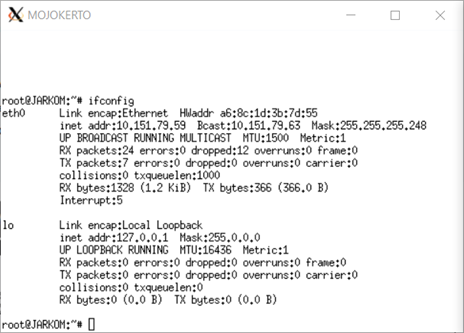 MOJOKERTO
root@JARKOM:~# ifconfig
eth0 Link encap:Ethernet HWaddr a6:8c:1d:3b:7d:55
inet addr:10.151.79.59 Bcast:10.151.79.63 Mask:255.255.255.248
UP BROADCAST RUNNING MULTICAST MTU:1500 Metric:1
RX packets:24 errors:0 dropped:12 overruns:0 frame:0
TX packets:7 errors:0 dropped:0 overruns:0 carrier:0
collisions:0 txqueuelen:1000
RX bytes:1328 (1.2 KiB) TX bytes:366 (366.0 B)
Interrupt:5
lo Link encap:Local Loopback
inet addr:127.0.0.1 Mask:255.0.0.0
UP LOOPBACK RUNNING MTU:16436 Metric:1
RX packets:0 errors:0 dropped:0 overruns:0 frame:0
TX packets:0 errors:0 dropped:0 overruns:0 carrier:0
collisions:0 txqueuelen:0
RX bytes:0 (0.0 B) TX bytes:0 (0.0 B)
root@JARKOM:~#